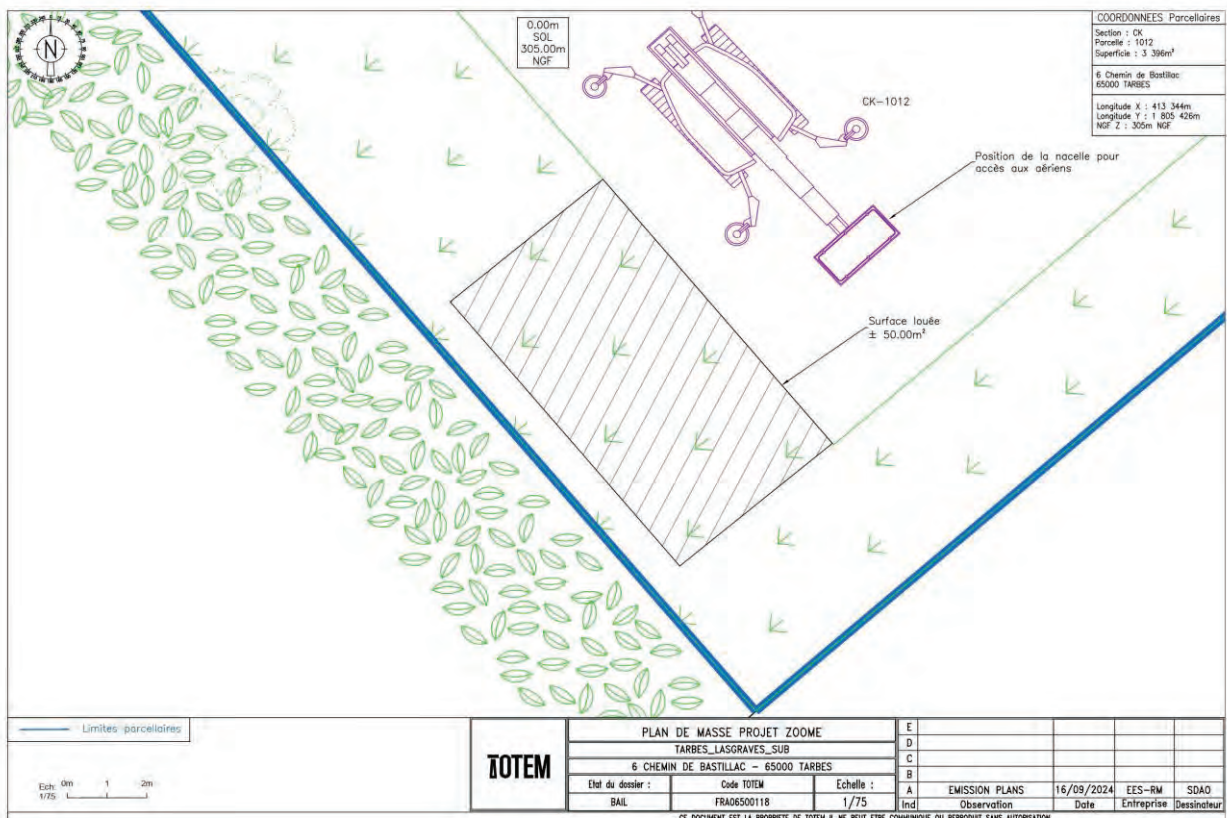 N
0.00m
SOL
305.00m
NGF
COORDONNEES Parcellaires
Section : CK
Parcelle : 1012
Superficie : 3 396m²
6 Chemin de Bastillac
65000 TARBES
Longitude X : 413 344m
Longitude Y : 1 805 426m
NGF Z : 305m NGF
CK-1012
Position de la nacelle pour
accès aux aériens
Surface louée
± 50.00m²
Limites parcellaires
Ech: 0m 1 2m
1/75
TOTEM
PLAN DE MASSE PROJET ZOOME
TARBES_LASGRAVES_SUB
6 CHEMIN DE BASTILLAC - 65000 TARBES
Etat du dossier : Code TOTEM Echelle :
BAIL FRA06500118 1/75
E
D
C
B
A EMISSION PLANS 16/09/2024 EES-RM SDAO
Ind Observation Date Entreprise Dessinateur
CE DOCUMENT EST LA PROPRIETE DE TOTEM IL NE PEUT ETRE COMMUNIQUE OU REPRODUIT SANS AUTORISATION